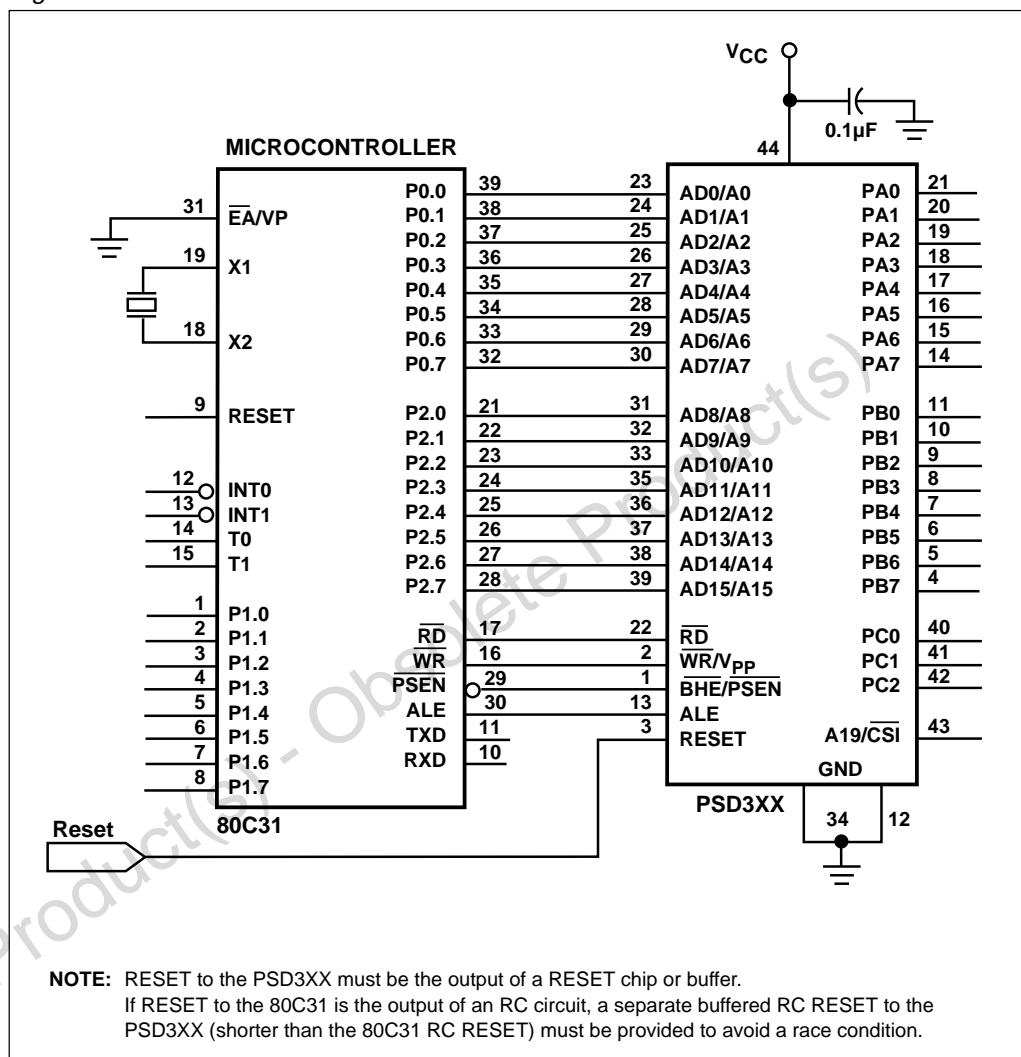 VCC
0.1µF
44
MICROCONTROLLER
31 EA/VP
19 X1
18 X2
9 RESET
12 INT0
13 INT1
14 T0
15 T1
1 P1.0
2 P1.1
3 P1.2
4 P1.3
5 P1.4
6 P1.5
7 P1.6
8 P1.7
P0.0 39
P0.1 38
P0.2 37
P0.3 36
P0.4 35
P0.5 34
P0.6 33
P0.7 32
P2.0 21
P2.1 22
P2.2 23
P2.3 24
P2.4 25
P2.5 26
P2.6 27
P2.7 28
RD 17
WR 16
PSEN 29
ALE 30
TXD 11
RXD 10
80C31
23 AD0/A0
24 AD1/A1
25 AD2/A2
26 AD3/A3
27 AD4/A4
28 AD5/A5
29 AD6/A6
30 AD7/A7
31 AD8/A8
32 AD9/A9
33 AD10/A10
35 AD11/A11
36 AD12/A12
37 AD13/A13
38 AD14/A14
39 AD15/A15
22 RD
2 WR/VPP
1 BHE/PSEN
13 ALE
3 RESET
PA0 21
PA1 20
PA2 19
PA3 18
PA4 17
PA5 16
PA6 15
PA7 14
PB0 11
PB1 10
PB2 9
PB3 8
PB4 7
PB5 6
PB6 5
PB7 4
PC0 40
PC1 41
PC2 42
A19/CSI 43
GND
PSD3XX
34 12
Reset
Product(s) - Obsolete Product(s)
NOTE: RESET to the PSD3XX must be the output of a RESET chip or buffer.
If RESET to the 80C31 is the output of an RC circuit, a separate buffered RC RESET to the
PSD3XX (shorter than the 80C31 RC RESET) must be provided to avoid a race condition.